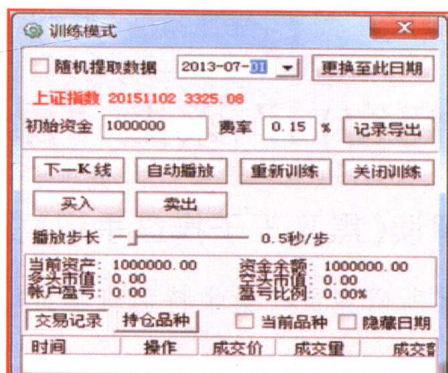 训练模式
随机提取数据 2013-07-01 更换至此日期
上证指数 20151102 3325.08
初始资金 1000000 费率 0.15 % 记录导出
下一K线 自动播放 重新训练 关闭训练
买入 卖出
播放步长 0.5秒/步
当前资产: 1000000.00 资金余额: 1000000.00
多头市值: 0.00 空头市值: 0.00
帐户盈亏: 0.00 盈亏比例: 0.00%
交易记录 持仓品种 当前品种 隐藏日期
时间 操作 成交价 成交量 成交